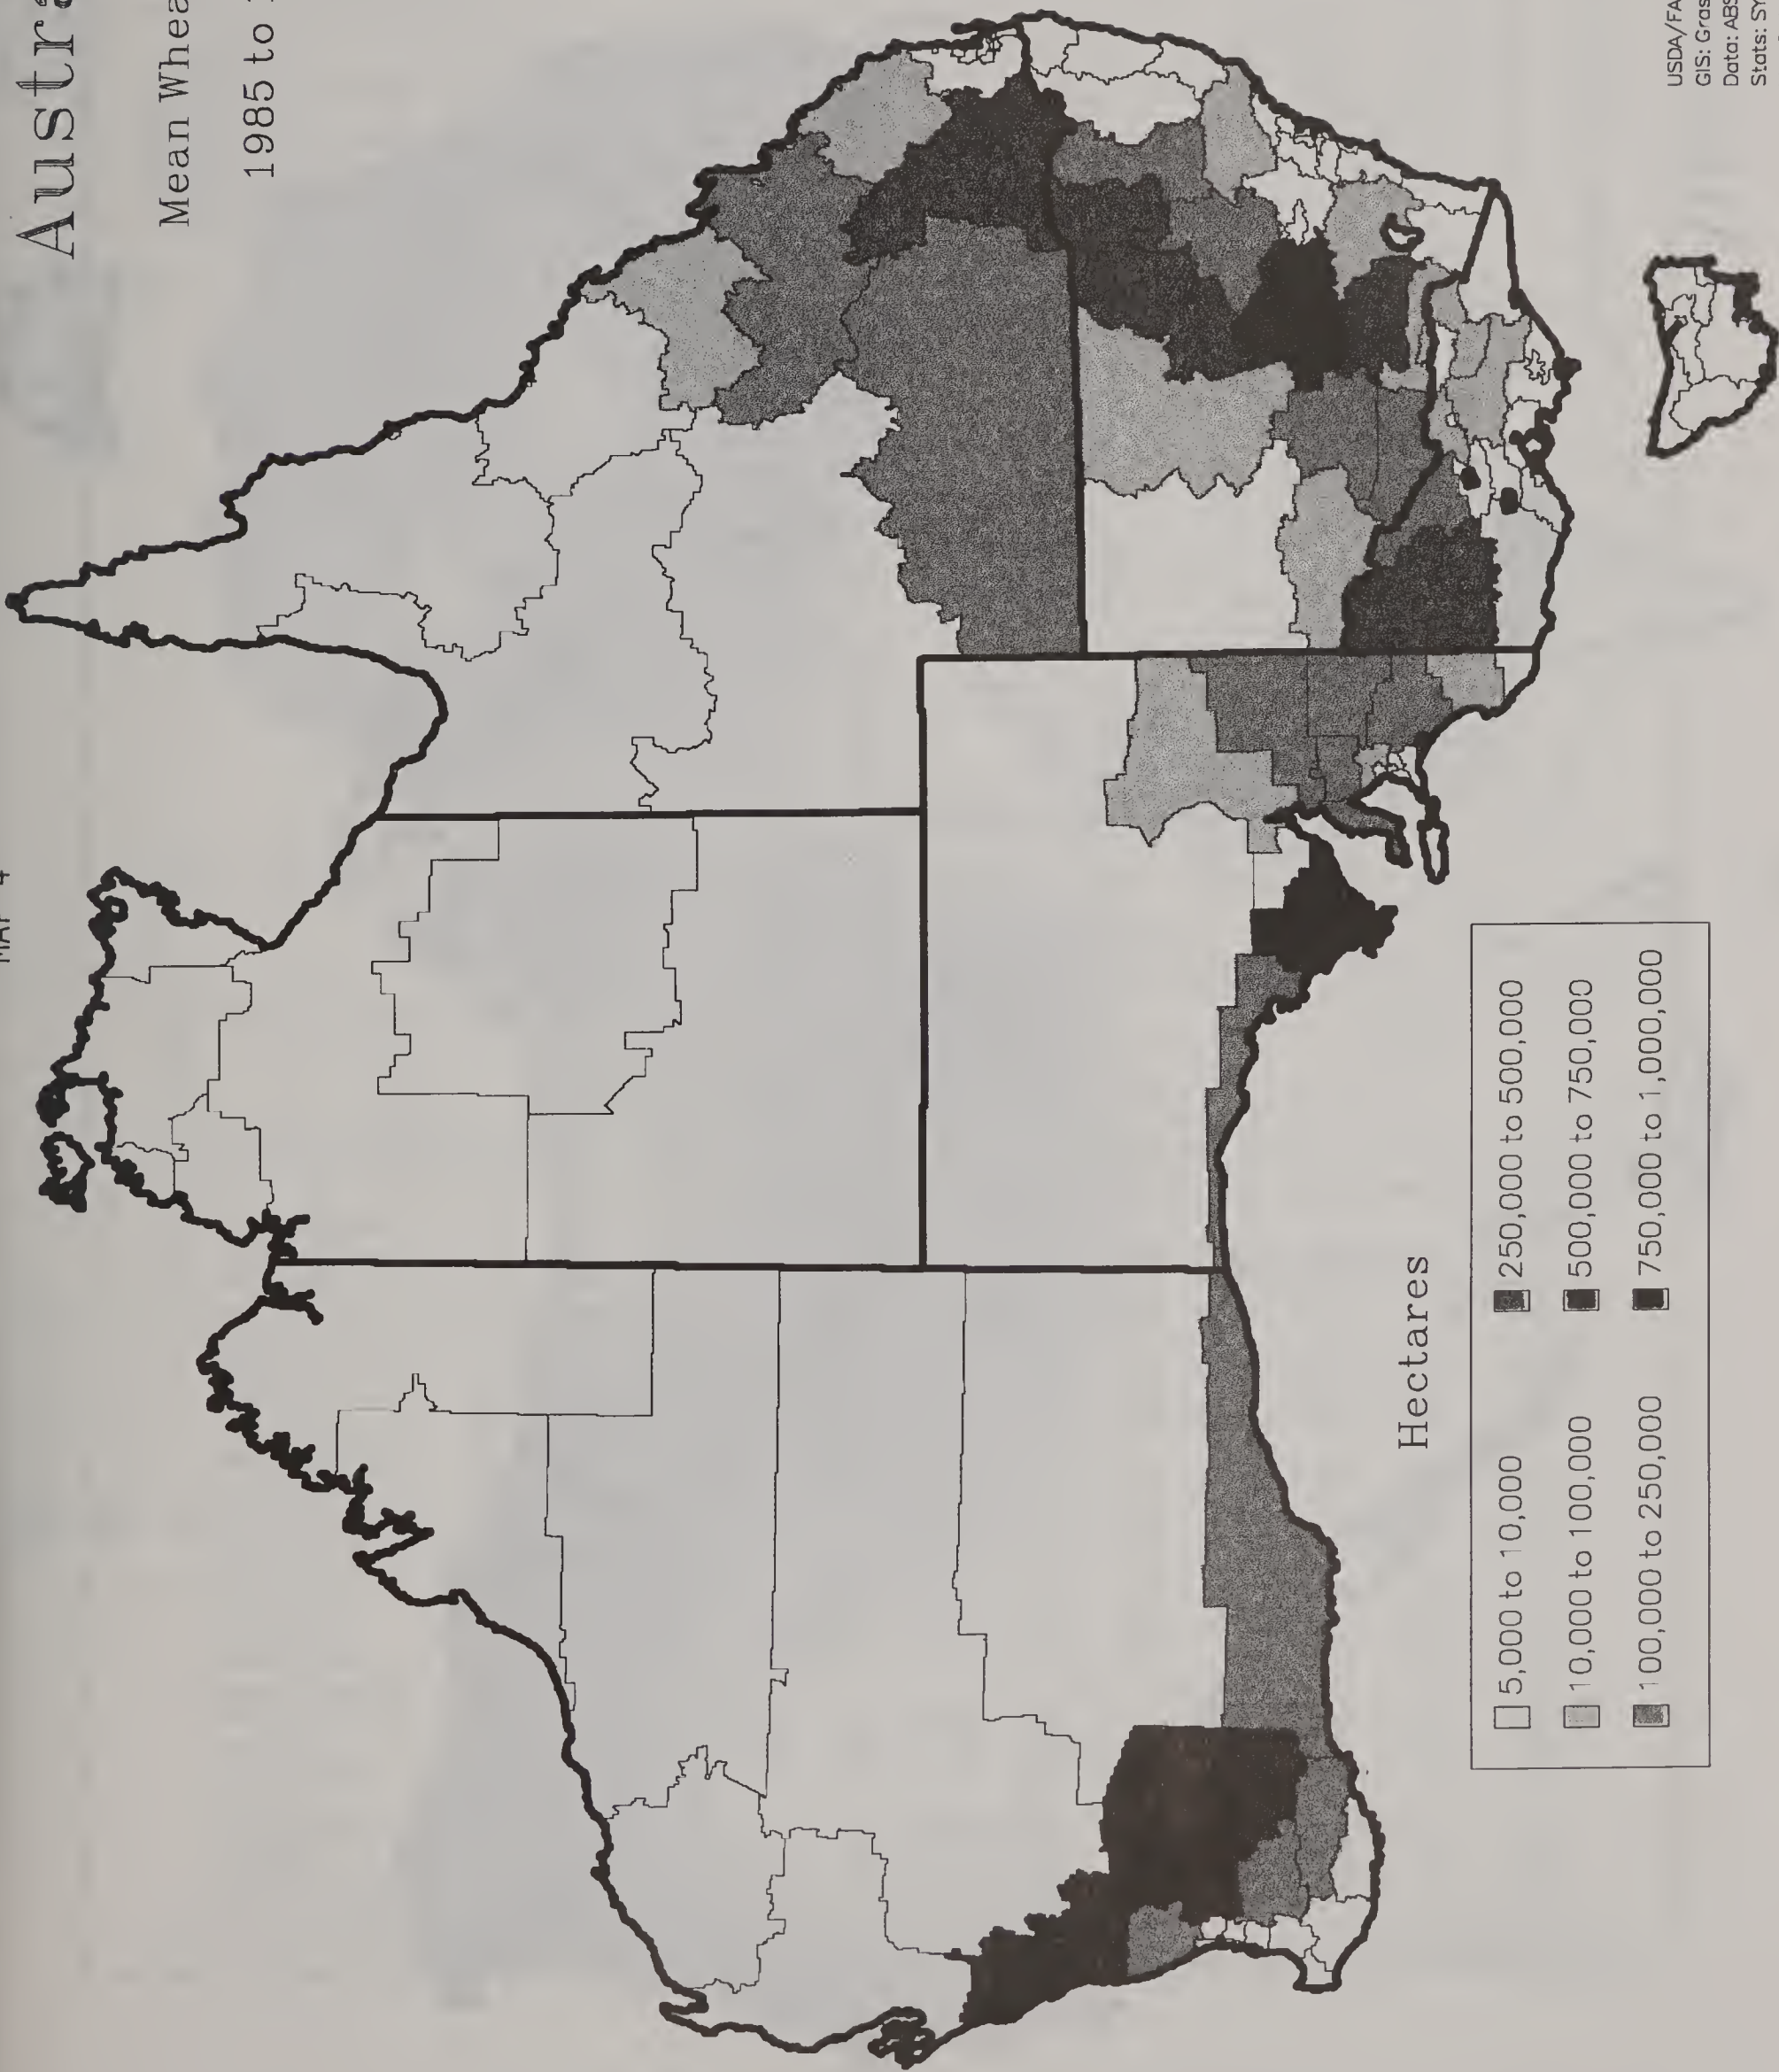 MAP 4
Austra
Mean Whea
1985 to
Hectares
5,000 to 10,000
10,000 to 100,000
100,000 to 250,000
250,000 to 500,000
500,000 to 750,000
750,000 to 1,000,000
USDA/FA
GIS: Gras
Data: ABS
Stats: SY